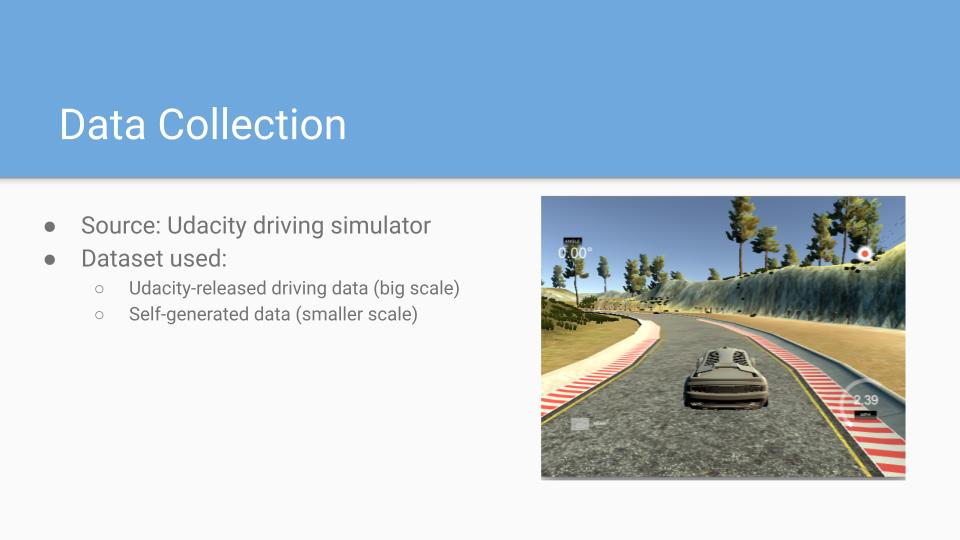 Data Collection
● Source: Udacity driving simulator
● Dataset used:
○ Udacity-released driving data (big scale)
○ Self-generated data (smaller scale)
ANGLE
0.00°
2.39